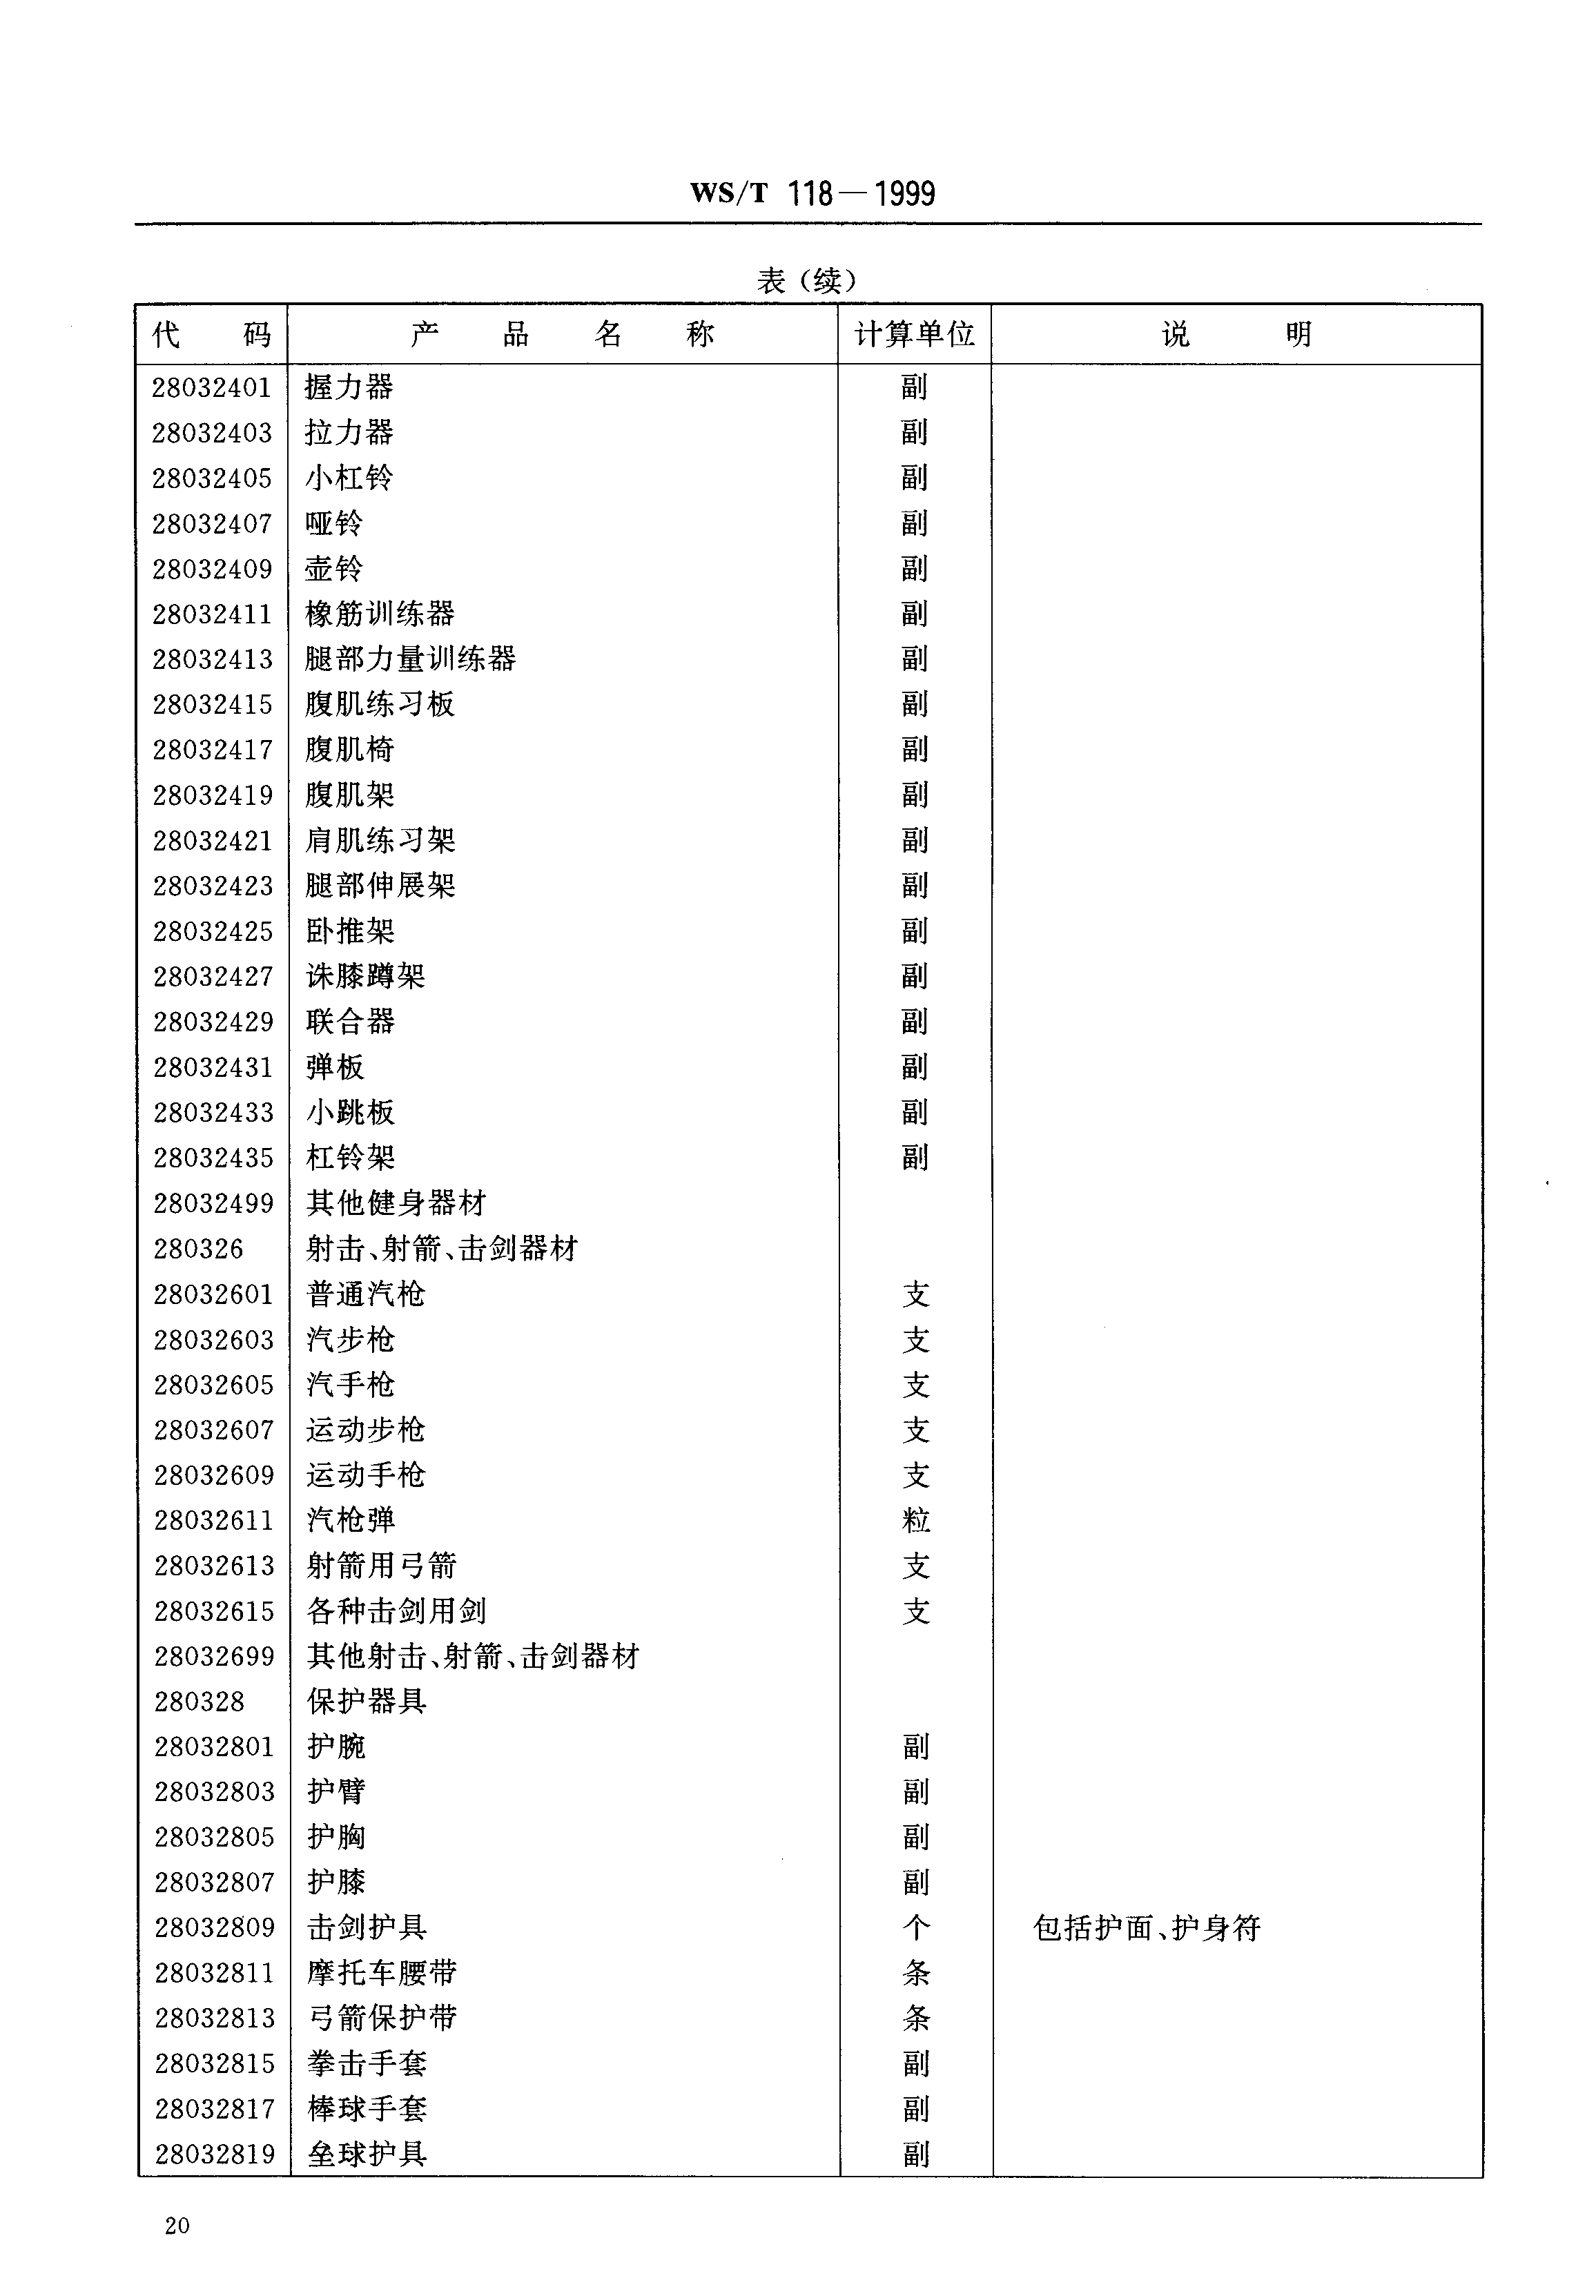 WS/T 118—1999
表（续）
代 码 产 品 名 称 计算单位 说 明
28032401 握力器 副
28032403 拉力器 副
28032405 小杠铃 副
28032407 哑铃 副
28032409 壶铃 副
28032411 橡筋训练器 副
28032413 腿部力量训练器 副
28032415 腹肌练习板 副
28032417 腹肌椅 副
28032419 腹肌架 副
28032421 肩肌练习架 副
28032423 腿部伸展架 副
28032425 卧推架 副
28032427 诛膝蹲架 副
28032429 联合器 副
28032431 弹板 副
28032433 小跳板 副
28032435 杠铃架 副
28032499 其他健身器材
280326 射击、射箭、击剑器材
28032601 普通汽枪 支
28032603 汽步枪 支
28032605 汽手枪 支
28032607 运动步枪 支
28032609 运动手枪 支
28032611 汽枪弹 粒
28032613 射箭用弓箭 支
28032615 各种击剑用剑 支
28032699 其他射击、射箭、击剑器材
280328 保护器具
28032801 护腕 副
28032803 护臂 副
28032805 护胸 副
28032807 护膝 副
28032809 击剑护具 个 包括护面、护身符
28032811 摩托车腰带 条
28032813 弓箭保护带 条
28032815 拳击手套 副
28032817 棒球手套 副
28032819 垒球护具 副
20